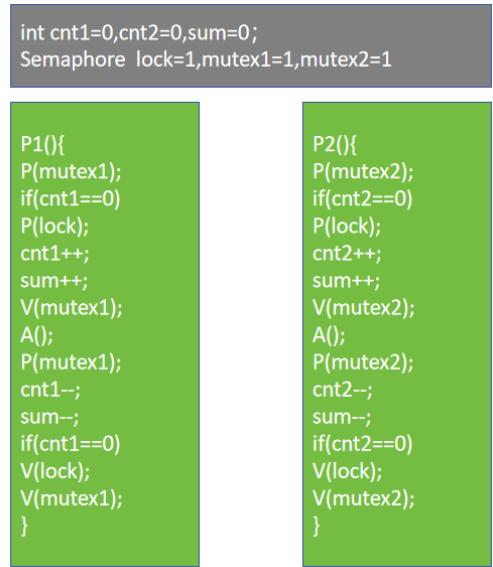 int cnt1=0,cnt2=0,sum=0;
Semaphore lock=1,mutex1=1,mutex2=1
P1(){
P(mutex1);
if(cnt1==0)
P(lock);
cnt1++;
sum++;
V(mutex1);
A();
P(mutex1);
cnt1--;
sum--;
if(cnt1==0)
V(lock);
V(mutex1);
}
P2(){
P(mutex2);
if(cnt2==0)
P(lock);
cnt2++;
sum++;
V(mutex2);
A();
P(mutex2);
cnt2--;
sum--;
if(cnt2==0)
V(lock);
V(mutex2);
}